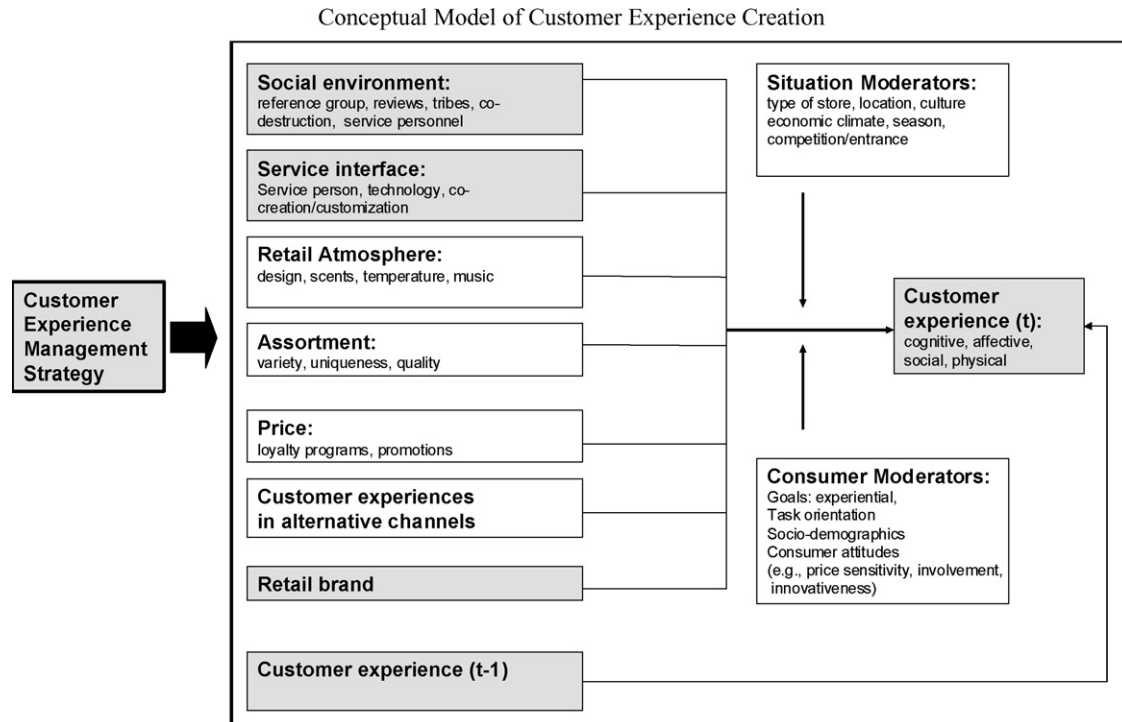 Conceptual Model of Customer Experience Creation
Social environment:
reference group, reviews, tribes, co-
destruction, service personnel
Service interface:
Service person, technology, co-
creation/customization
Retail Atmosphere:
design, scents, temperature, music
Assortment:
variety, uniqueness, quality
Price:
loyalty programs, promotions
Customer experiences
in alternative channels
Retail brand
Customer experience (t-1)
Customer
Experience
Management
Strategy
Situation Moderators:
type of store, location, culture
economic climate, season,
competition/entrance
Customer
experience (t):
cognitive, affective,
social, physical
Consumer Moderators:
Goals: experiential,
Task orientation
Socio-demographics
Consumer attitudes
(e.g., price sensitivity, involvement,
innovativeness)